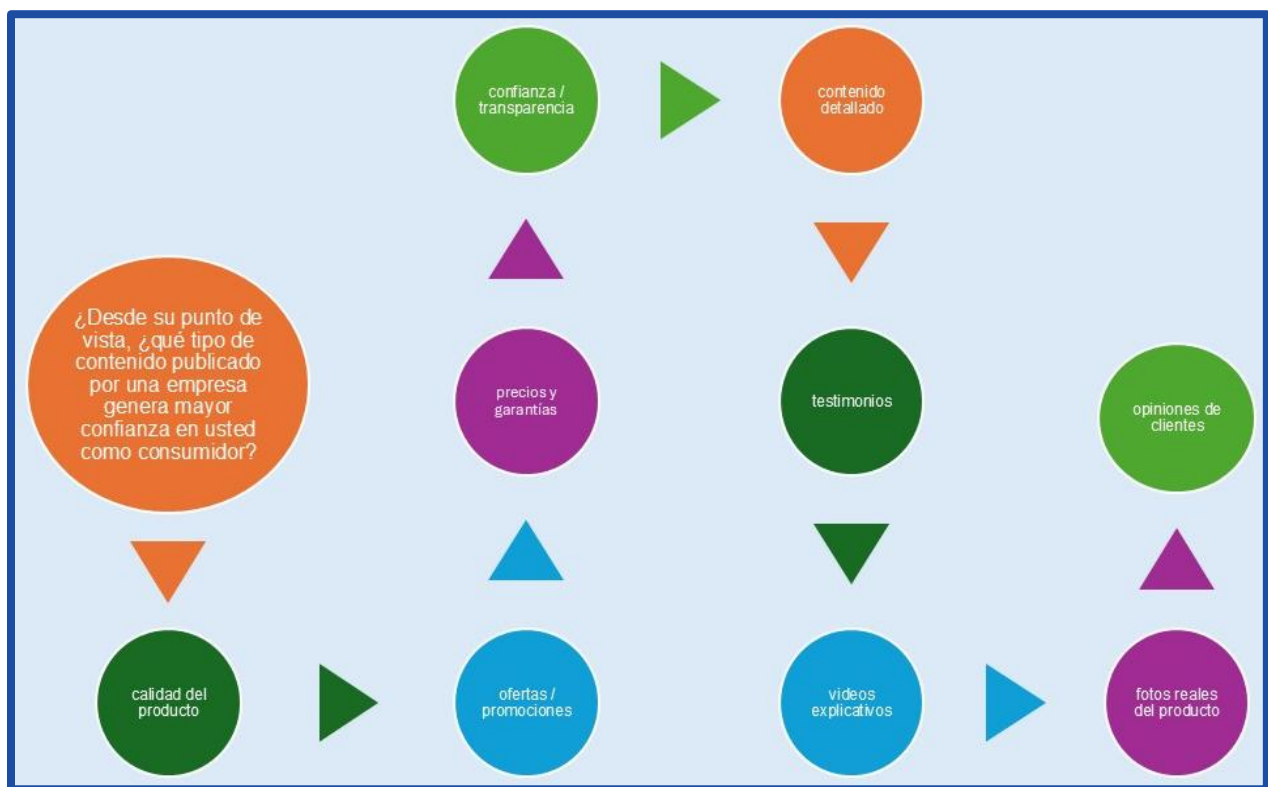 ¿Desde su punto de
vista, ¿qué tipo de
contenido publicado
por una empresa
genera mayor
confianza en usted
como consumidor?
calidad del
producto
ofertas /
promociones
precios y
garantías
confianza /
transparencia
contenido
detallado
testimonios
videos
explicativos
fotos reales
del producto
opiniones de
clientes